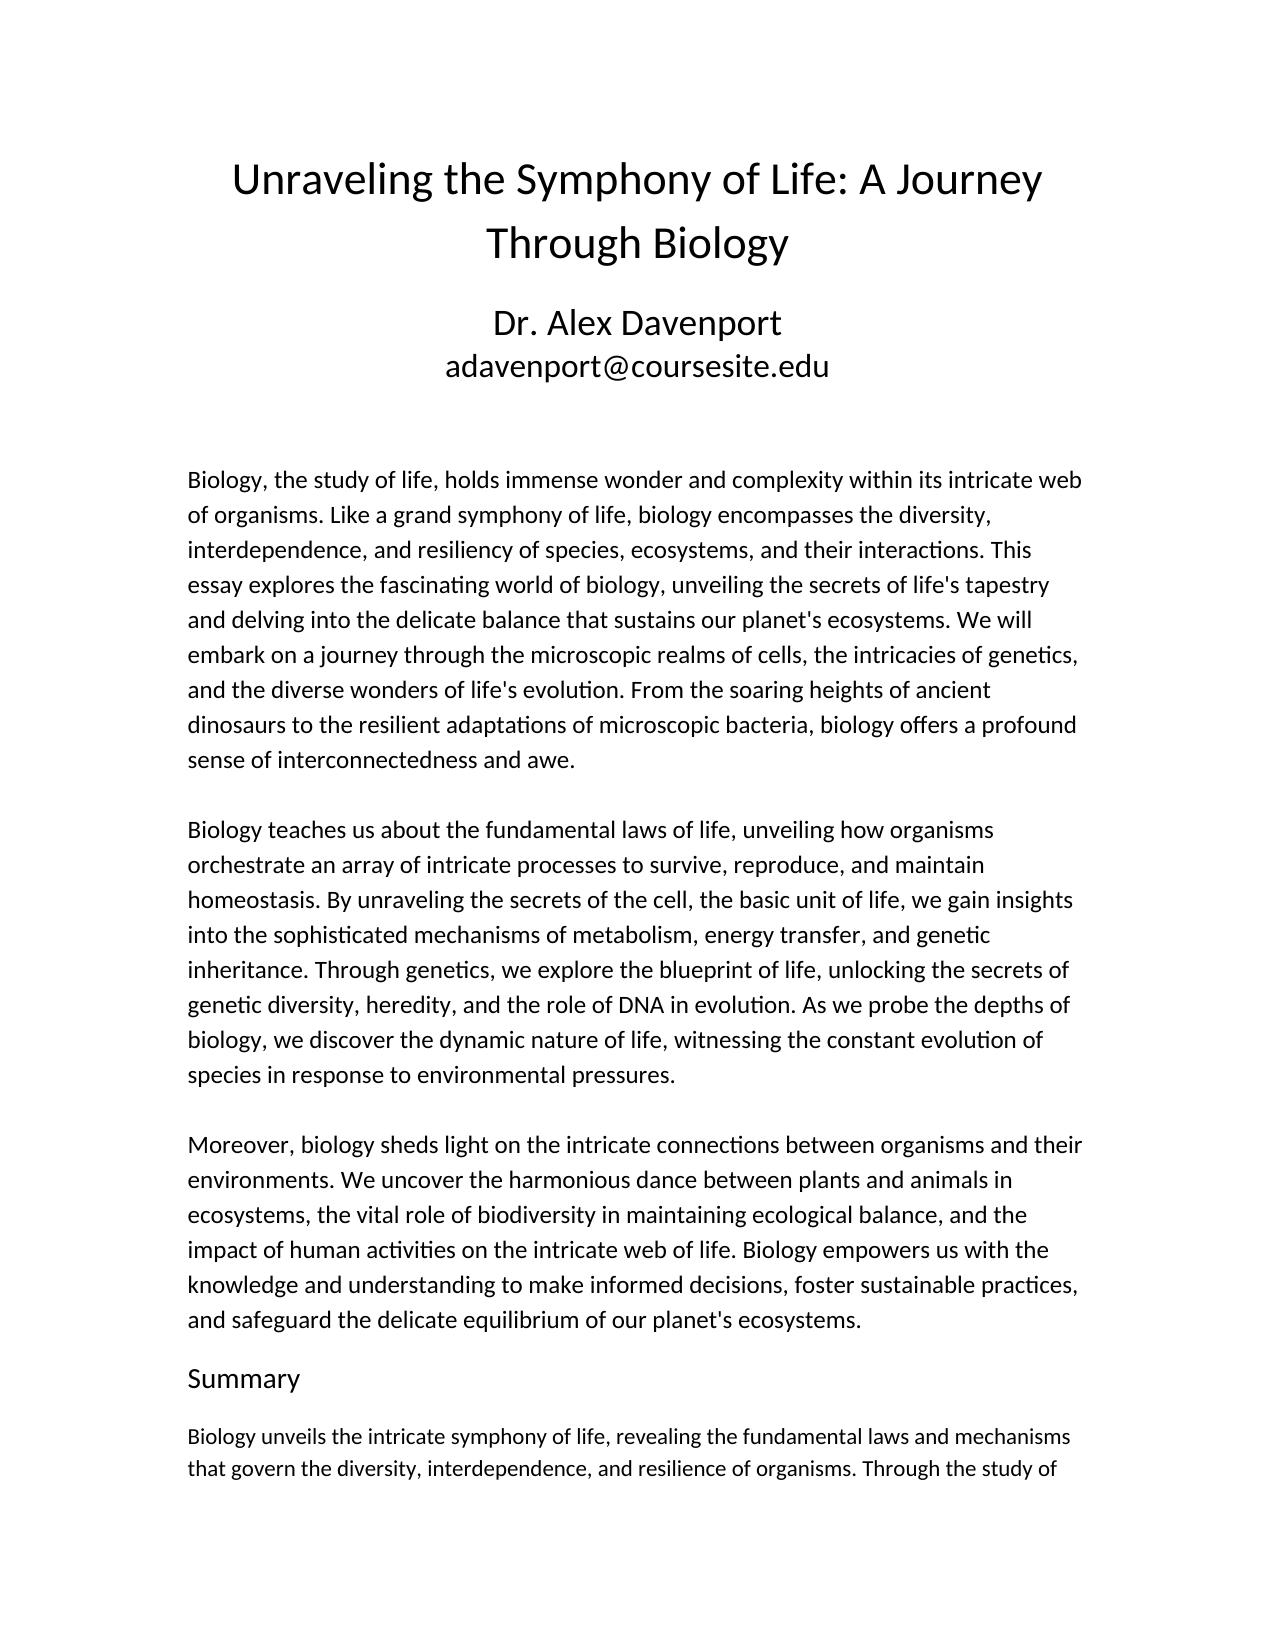 Unraveling the Symphony of Life: A Journey
Through Biology
Dr. Alex Davenport
adavenport@coursesite.edu
Biology, the study of life, holds immense wonder and complexity within its intricate web
of organisms. Like a grand symphony of life, biology encompasses the diversity,
interdependence, and resiliency of species, ecosystems, and their interactions. This
essay explores the fascinating world of biology, unveiling the secrets of life's tapestry
and delving into the delicate balance that sustains our planet's ecosystems. We will
embark on a journey through the microscopic realms of cells, the intricacies of genetics,
and the diverse wonders of life's evolution. From the soaring heights of ancient
dinosaurs to the resilient adaptations of microscopic bacteria, biology offers a profound
sense of interconnectedness and awe.
Biology teaches us about the fundamental laws of life, unveiling how organisms
orchestrate an array of intricate processes to survive, reproduce, and maintain
homeostasis. By unraveling the secrets of the cell, the basic unit of life, we gain insights
into the sophisticated mechanisms of metabolism, energy transfer, and genetic
inheritance. Through genetics, we explore the blueprint of life, unlocking the secrets of
genetic diversity, heredity, and the role of DNA in evolution. As we probe the depths of
biology, we discover the dynamic nature of life, witnessing the constant evolution of
species in response to environmental pressures.
Moreover, biology sheds light on the intricate connections between organisms and their
environments. We uncover the harmonious dance between plants and animals in
ecosystems, the vital role of biodiversity in maintaining ecological balance, and the
impact of human activities on the intricate web of life. Biology empowers us with the
knowledge and understanding to make informed decisions, foster sustainable practices,
and safeguard the delicate equilibrium of our planet's ecosystems.
Summary
Biology unveils the intricate symphony of life, revealing the fundamental laws and mechanisms
that govern the diversity, interdependence, and resilience of organisms. Through the study of